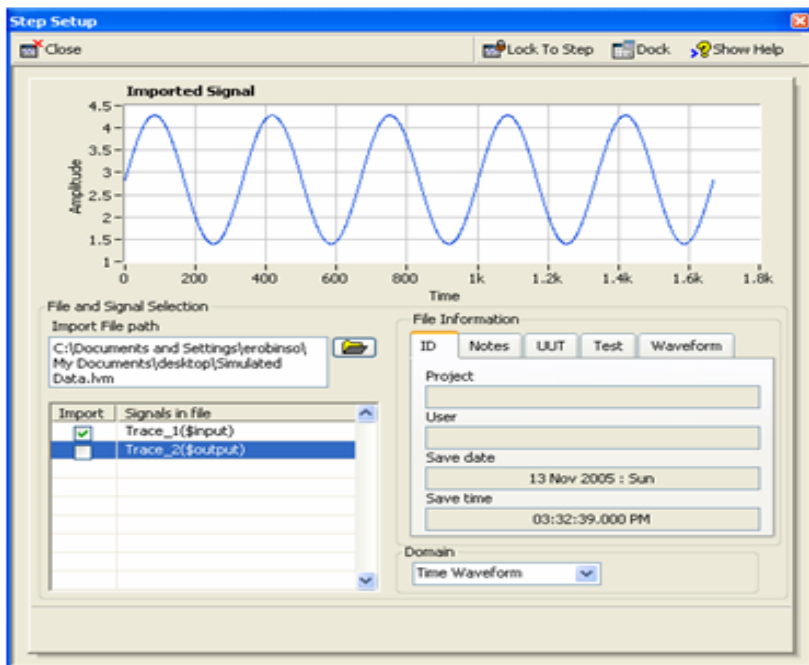 Step Setup
Close
Lock To Step
Dock
Show Help
Imported Signal
Amplitude
4.5
4
3.5
3
2.5
2
1.5
1
0
200
400
600
800
1k
1.2k
1.4k
1.6k
1.8k
Time
File and Signal Selection
Import File path
C:\Documents and Settings\erobinso\
My Documents\desktop\Simulated
Data.lvm
Import
Signals in file
Trace_1($input)
Trace_2($output)
File Information
ID
Notes
UUT
Test
Waveform
Project
User
Save date
13 Nov 2005 : Sun
Save time
03:32:39.000 PM
Domain
Time Waveform